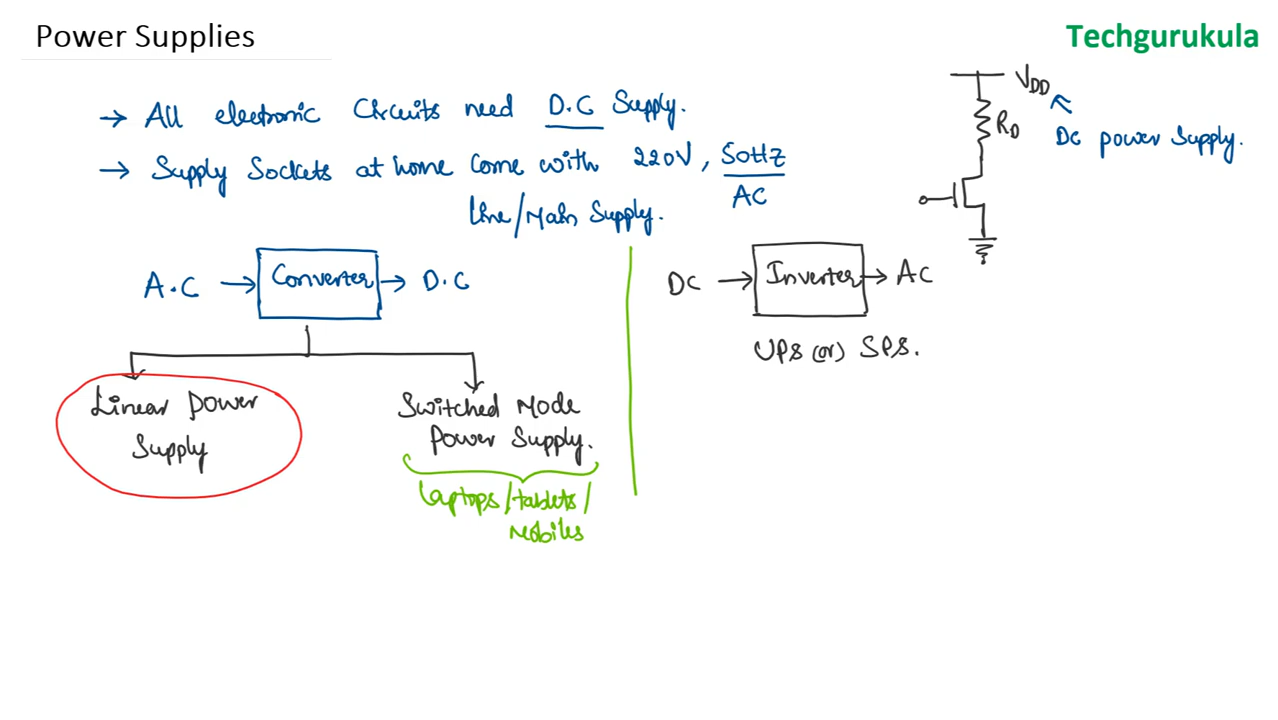 Power Supplies
Techgurukula
→ All electronic Circuits need D.C Supply.
→ Supply Sockets at home come with 220V, 50HZ
AC
Line/Main Supply.
VDD
RD
DC power Supply.
A.C → Converter → D.C
DC → Inverter → AC
UPS (or) SPS.
Linear Power
Supply
Switched Mode
Power Supply.
Laptops/tablets/
Mobiles